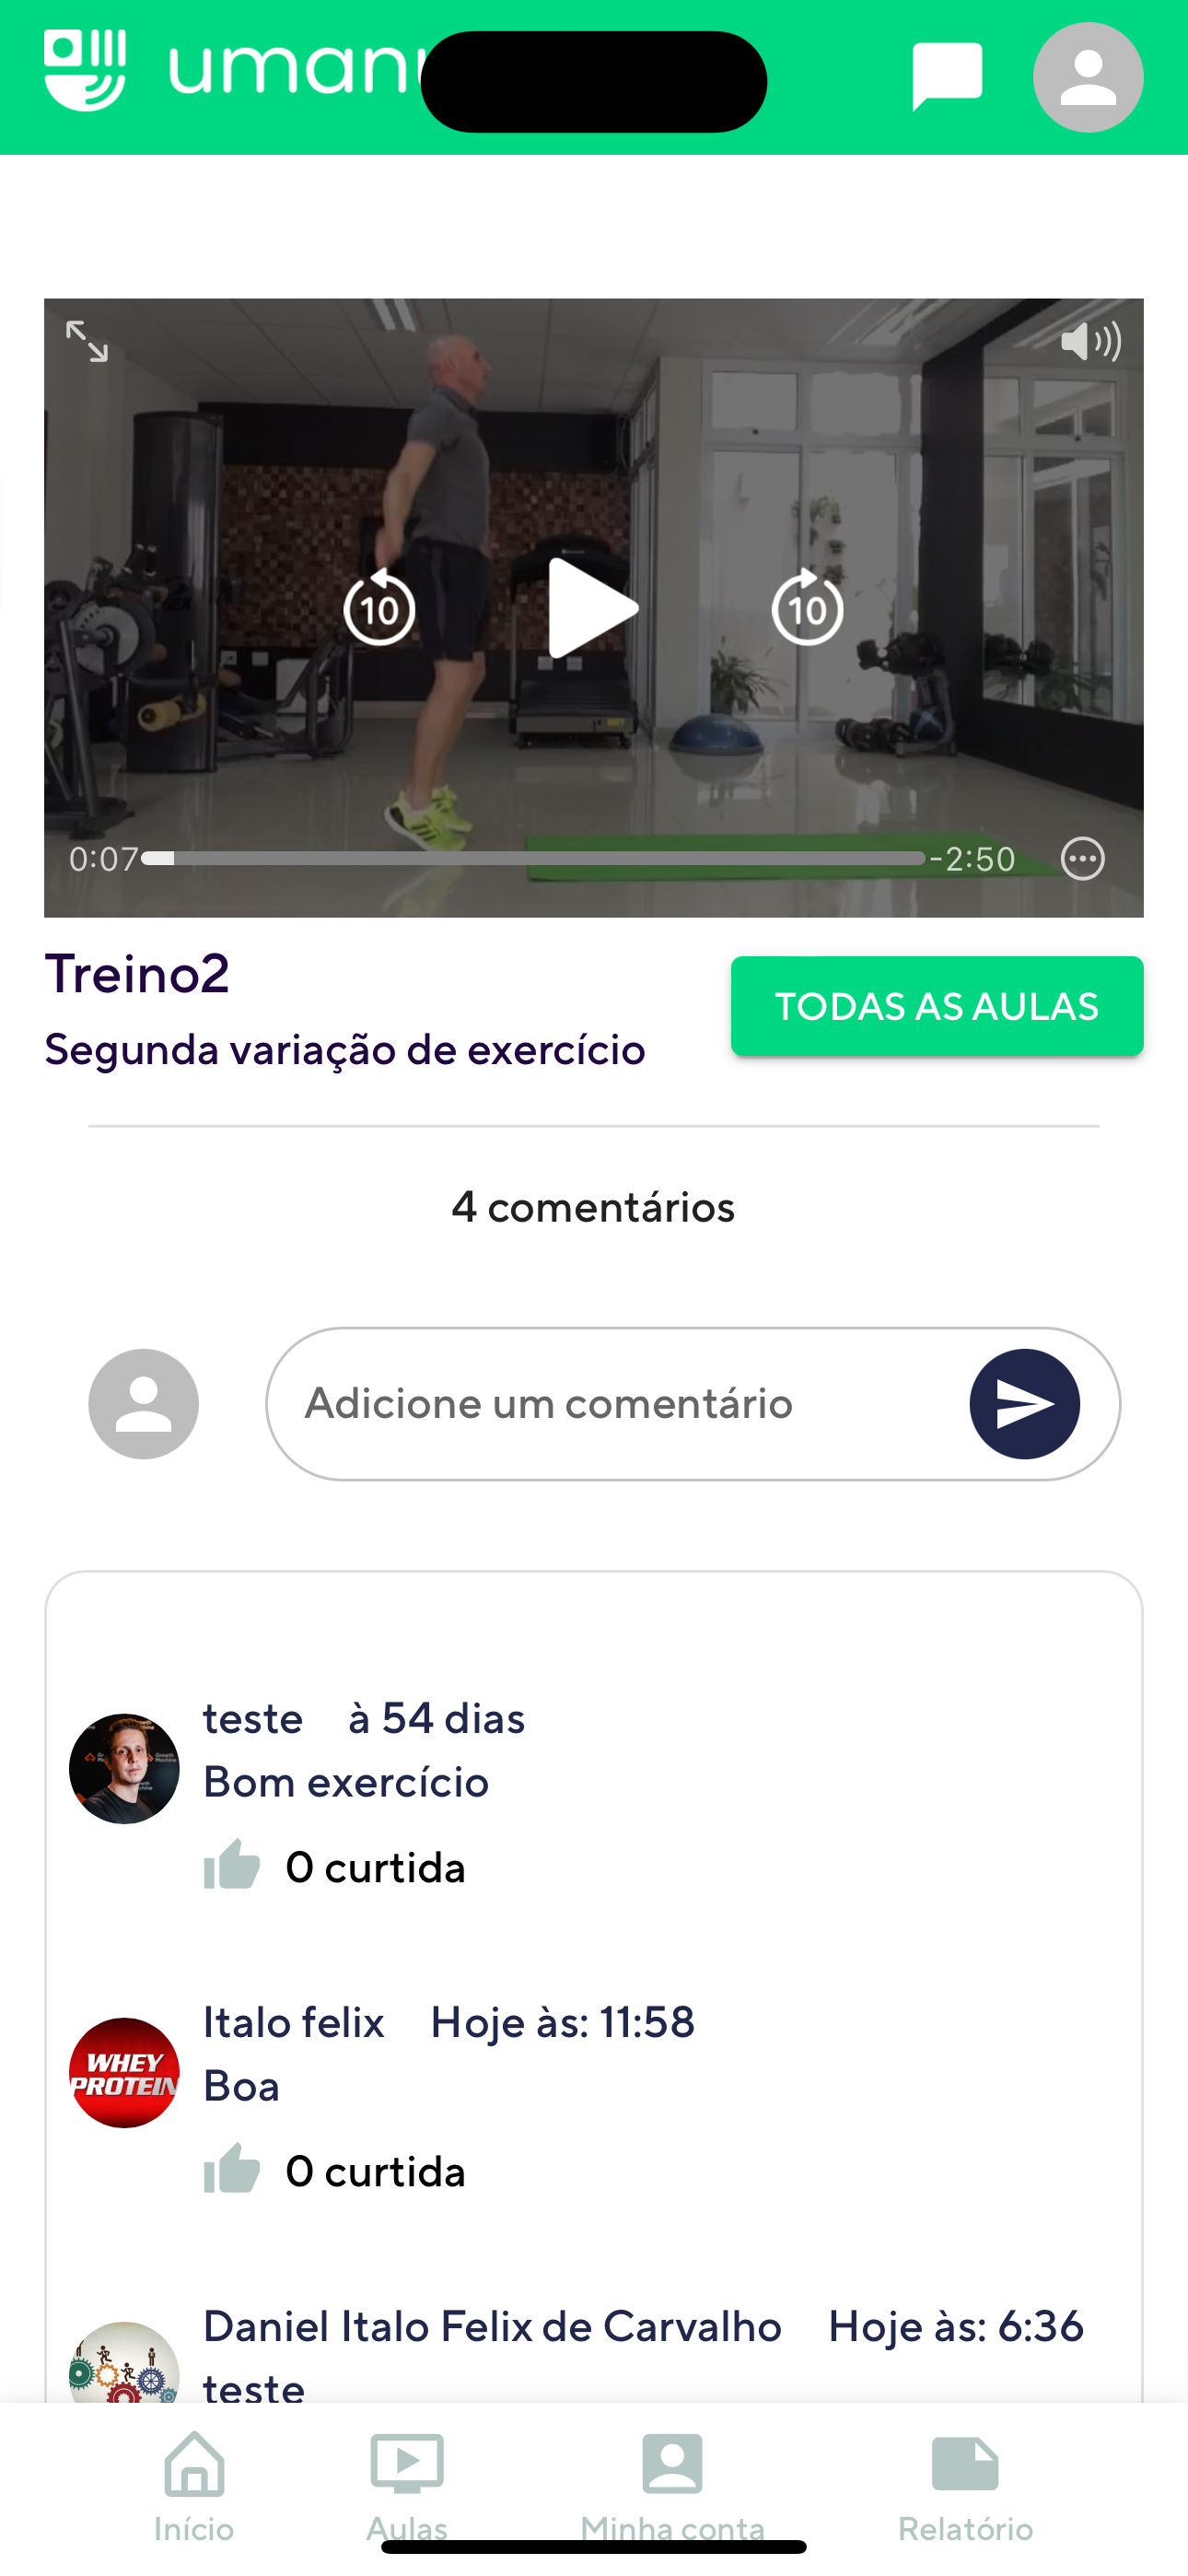 10
10
0:07
-2:50
Treino2
TODAS AS AULAS
Segunda variação de exercício
4 comentários
Adicione um comentário
teste à 54 dias
Bom exercício
0 curtida
Italo felix Hoje às: 11:58
WHEY
PROTEIN
Boa
0 curtida
Daniel Italo Felix de Carvalho Hoje às: 6:36
teste
Início
Aulas
Minha conta
Relatório